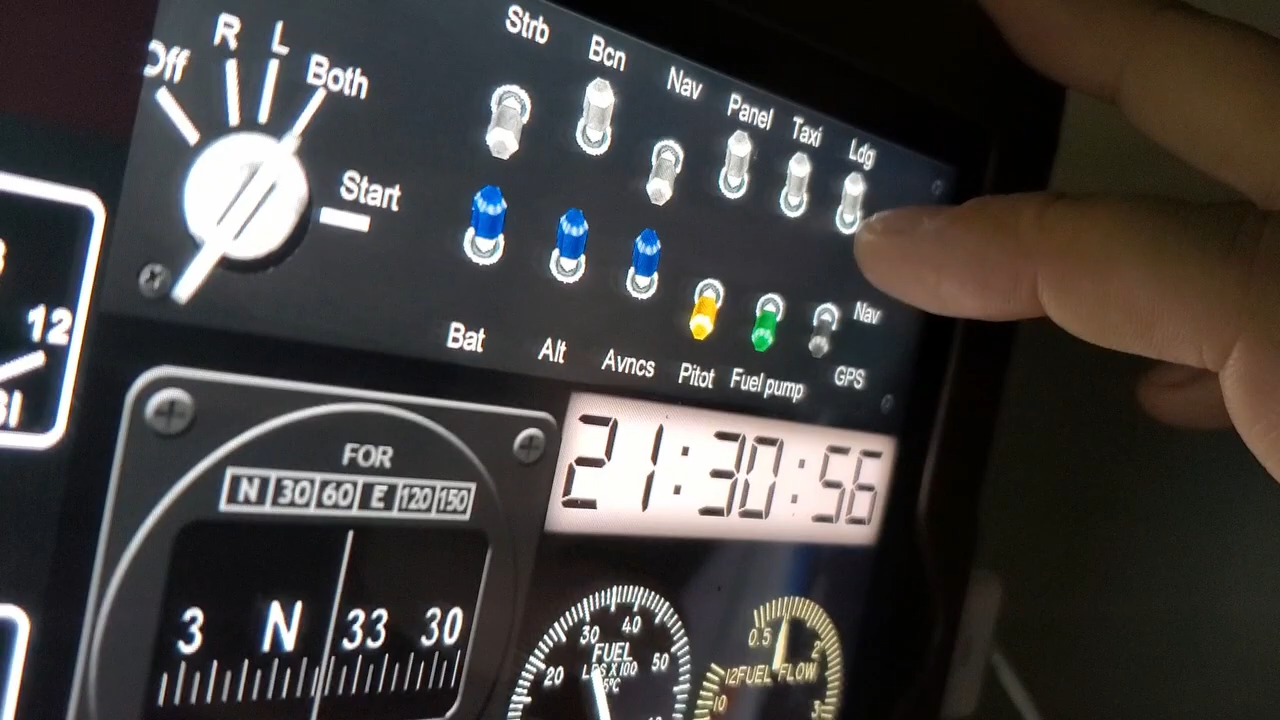 Off R L Both
Start
Strb Bcn Nav Panel Taxi Ldg
Bat Alt Avncs Pitot Fuel pump
Nav
GPS
12
21:30:56
FOR
N 30 60 E 120 150
3 N 33 30
20 30 40 50
FUEL
LBS X 100
0.5 2 3 10 12
FUEL FLOW